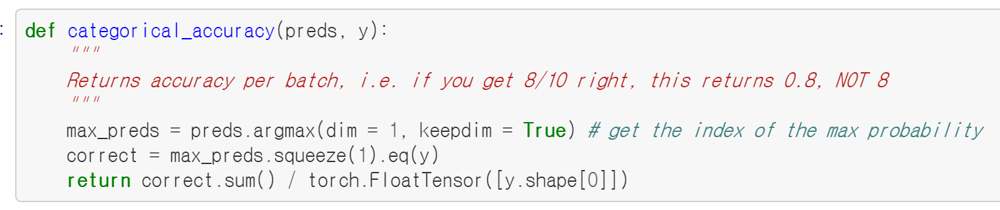 : def categorical_accuracy(preds, y):
    """
    Returns accuracy per batch, i.e. if you get 8/10 right, this returns 0.8, NOT 8
    """
    max_preds = preds.argmax(dim = 1, keepdim = True) # get the index of the max probability
    correct = max_preds.squeeze(1).eq(y)
    return correct.sum() / torch.FloatTensor([y.shape[0]])